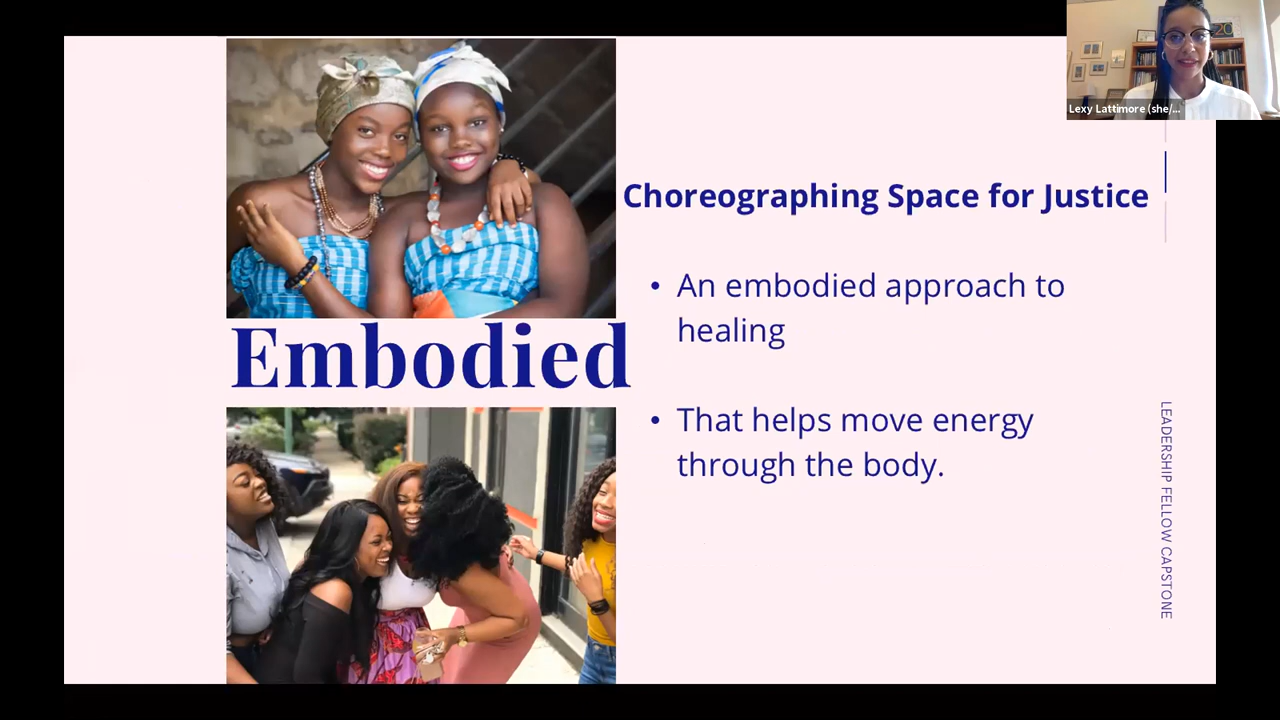 Lexy Lattimore (she/...
Choreographing Space for Justice
• An embodied approach to
healing
Embodied
• That helps move energy
through the body.
LEADERSHIP FELLOW CAPSTONE